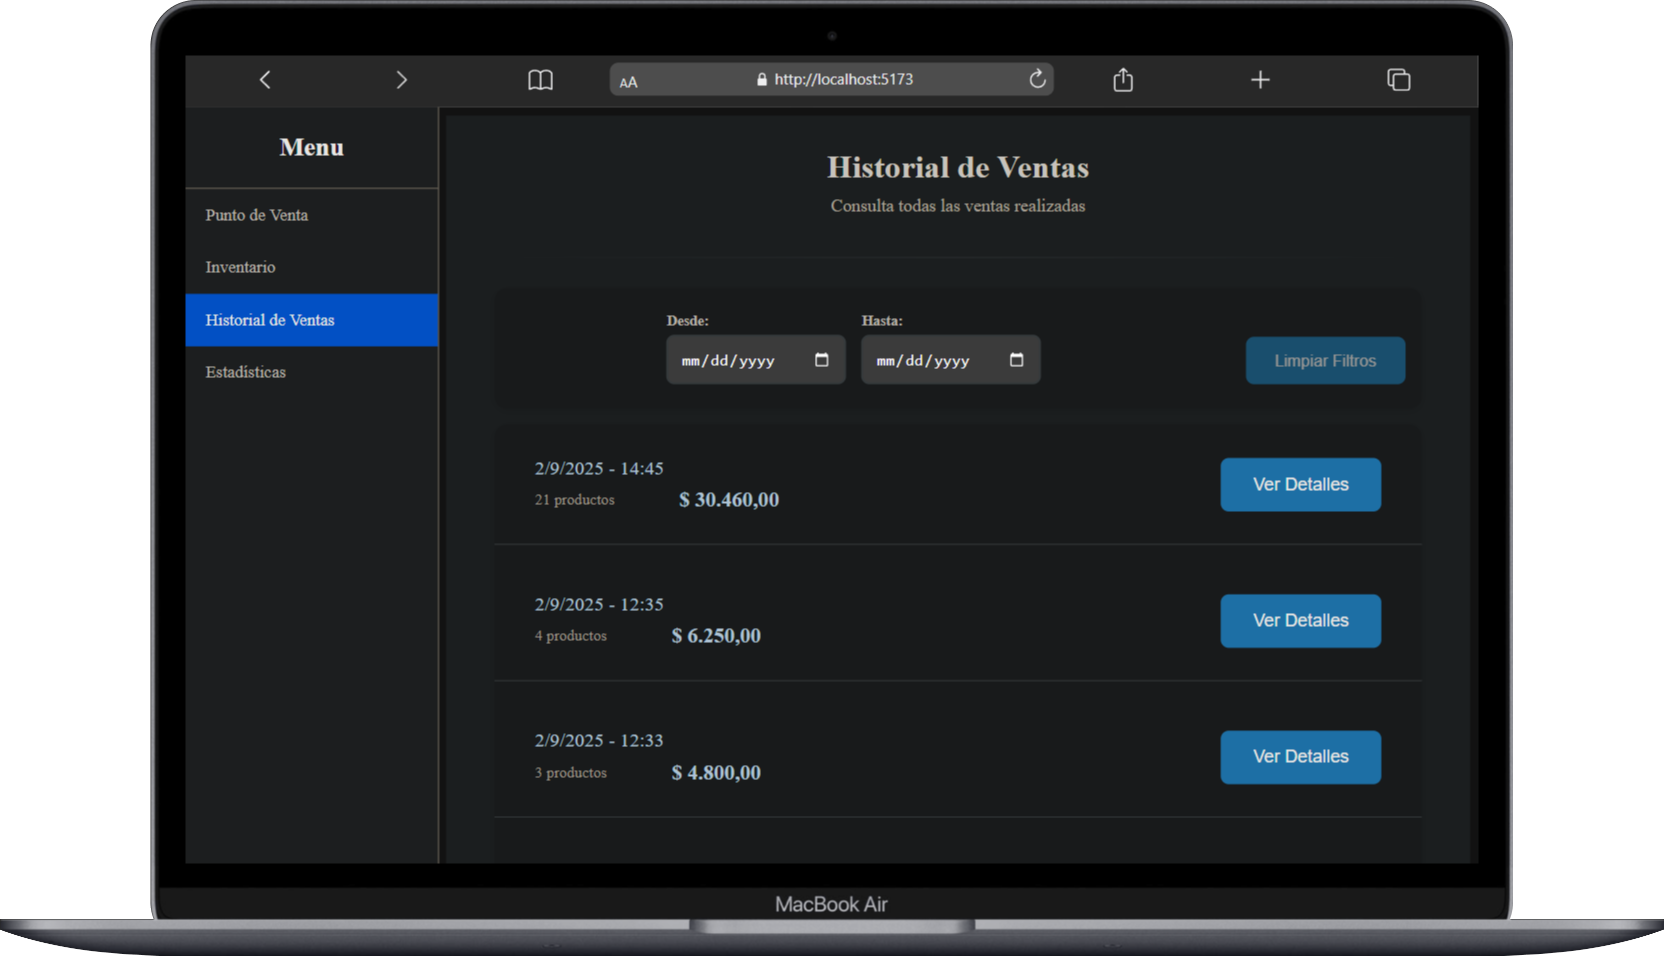 AA http://localhost:5173
Menu
Punto de Venta
Inventario
Historial de Ventas
Estadísticas
Historial de Ventas
Consulta todas las ventas realizadas
Desde: Hasta:
mm/dd/yyyy mm/dd/yyyy Limpiar Filtros
2/9/2025 - 14:45
21 productos $ 30.460,00 Ver Detalles
2/9/2025 - 12:35
4 productos $ 6.250,00 Ver Detalles
2/9/2025 - 12:33
3 productos $ 4.800,00 Ver Detalles
MacBook Air